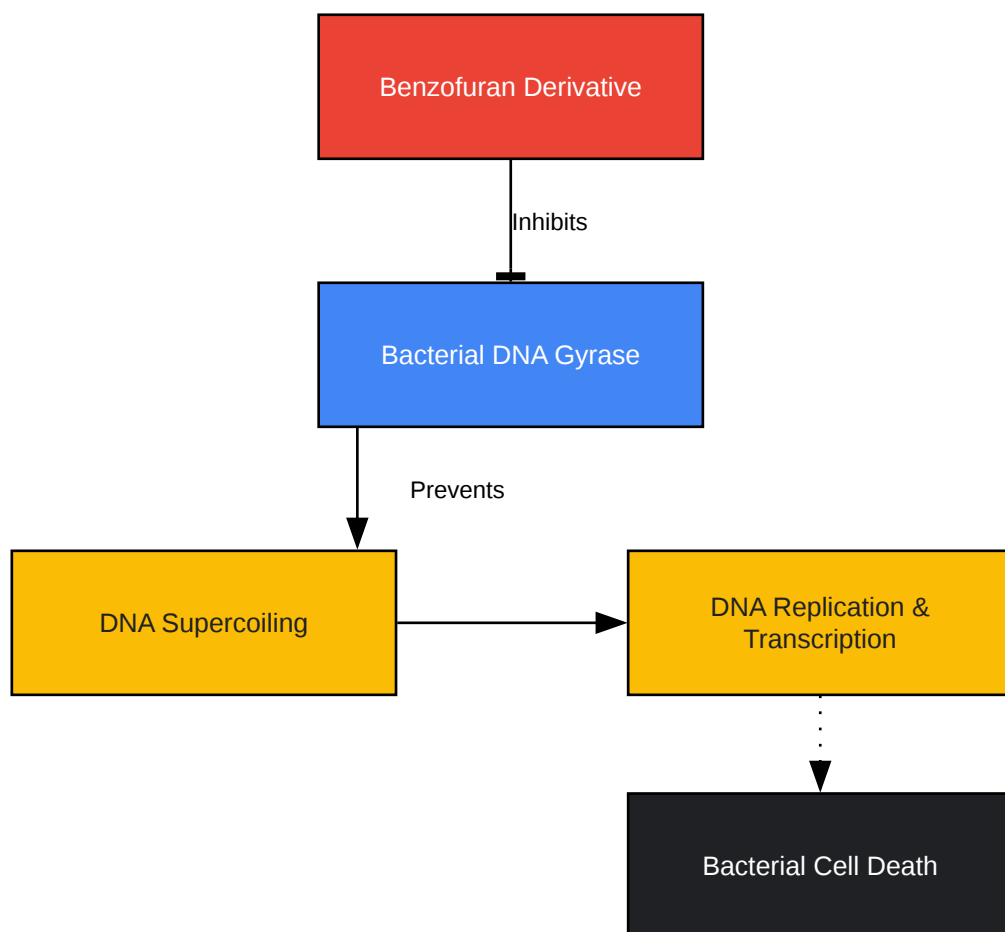 Benzofuran Derivative
Inhibits
Bacterial DNA Gyrase
Prevents
DNA Supercoiling
DNA Replication &
Transcription
Bacterial Cell Death